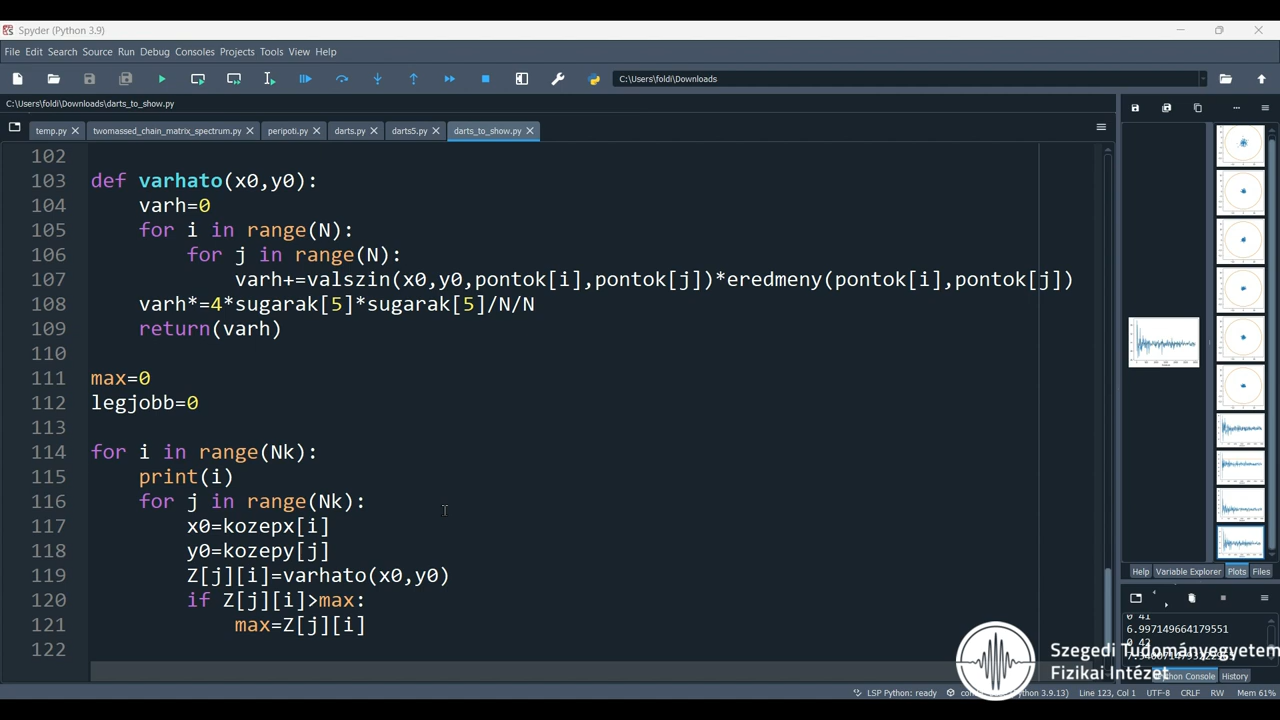 Spyder (Python 3.9)
File Edit Search Source Run Debug Consoles Projects Tools View Help
C:\Users\foldi\Downloads
C:\Users\foldi\Downloads\darts_to_show.py
temp.py twomassed_chain_matrix_spectrum.py peripoti.py darts.py darts5.py darts_to_show.py
102
103 def varhato(x0,y0):
104 varh=0
105 for i in range(N):
106 for j in range(N):
107 varh+=valszin(x0,y0,pontok[i],pontok[j])*eredmeny(pontok[i],pontok[j])
108 varh*=4*sugarak[5]*sugarak[5]/N/N
109 return(varh)
110
111 max=0
112 legjobb=0
113
114 for i in range(Nk):
115 print(i)
116 for j in range(Nk):
117 x0=kozepx[i]
118 y0=kozepy[j]
119 Z[j][i]=varhato(x0,y0)
120 if Z[j][i]>max:
121 max=Z[j][i]
122
Help Variable Explorer Plots Files
0 41
6.997149664179551
0 42
Szegedi Tudományegyetem
Fizikai Intézet
Console History
LSP Python: ready
Line 123, Col 1 UTF-8 CRLF RW Mem 61%